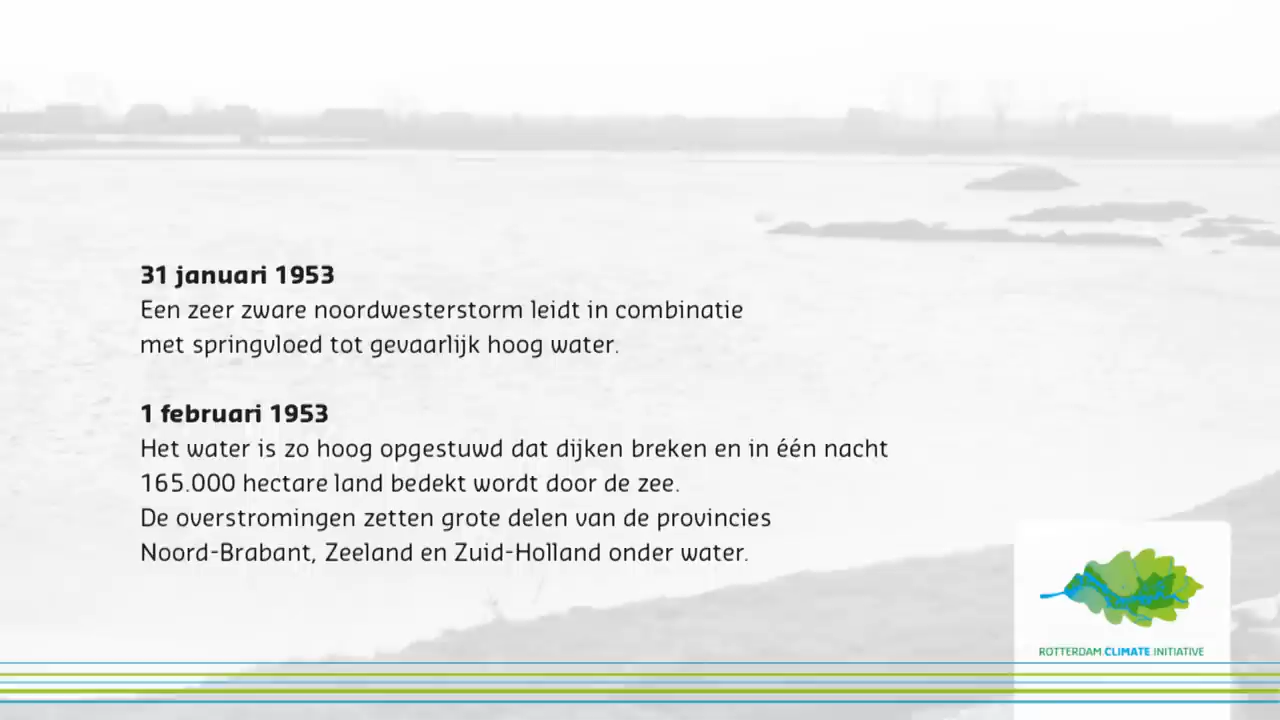 31 januari 1953
Een zeer zware noordwesterstorm leidt in combinatie
met springvloed tot gevaarlijk hoog water.
1 februari 1953
Het water is zo hoog opgestuwd dat dijken breken en in één nacht
165.000 hectare land bedekt wordt door de zee.
De overstromingen zetten grote delen van de provincies
Noord-Brabant, Zeeland en Zuid-Holland onder water.
ROTTERDAM CLIMATE INITIATIVE